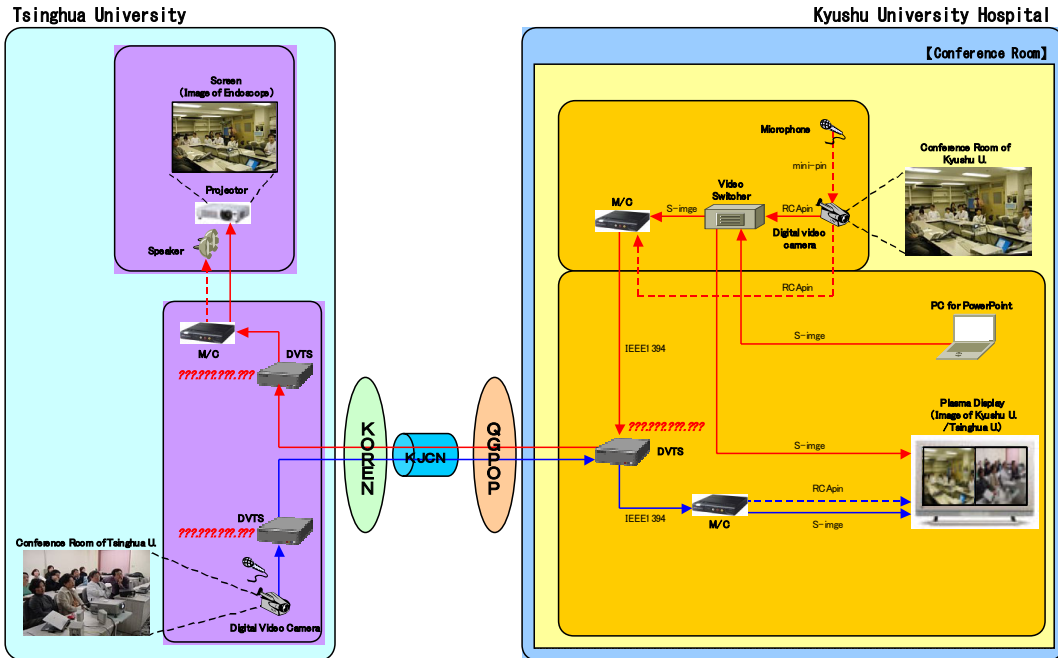 Tsinghua University
Kyushu University Hospital
【Conference Room】
Screen
(Image of Endoscope)
Projector
Speaker
M/C
DVTS
???.???.???.???
DVTS
???.???.???.???
Conference Room of Tsinghua U.
Digital Video Camera
KOREN
KJCN
QGPOP
Microphone
mini-pin
Conference Room of
Kyushu U.
Video
Switcher
M/C
S-imge
RCApin
Digital video
camera
RCApin
PC for PowerPoint
S-imge
IEEE1394
Plasma Display
(Image of Kyushu U.
/Tsinghua U.)
???.???.???.???
DVTS
S-imge
RCApin
IEEE1394
M/C
S-imge